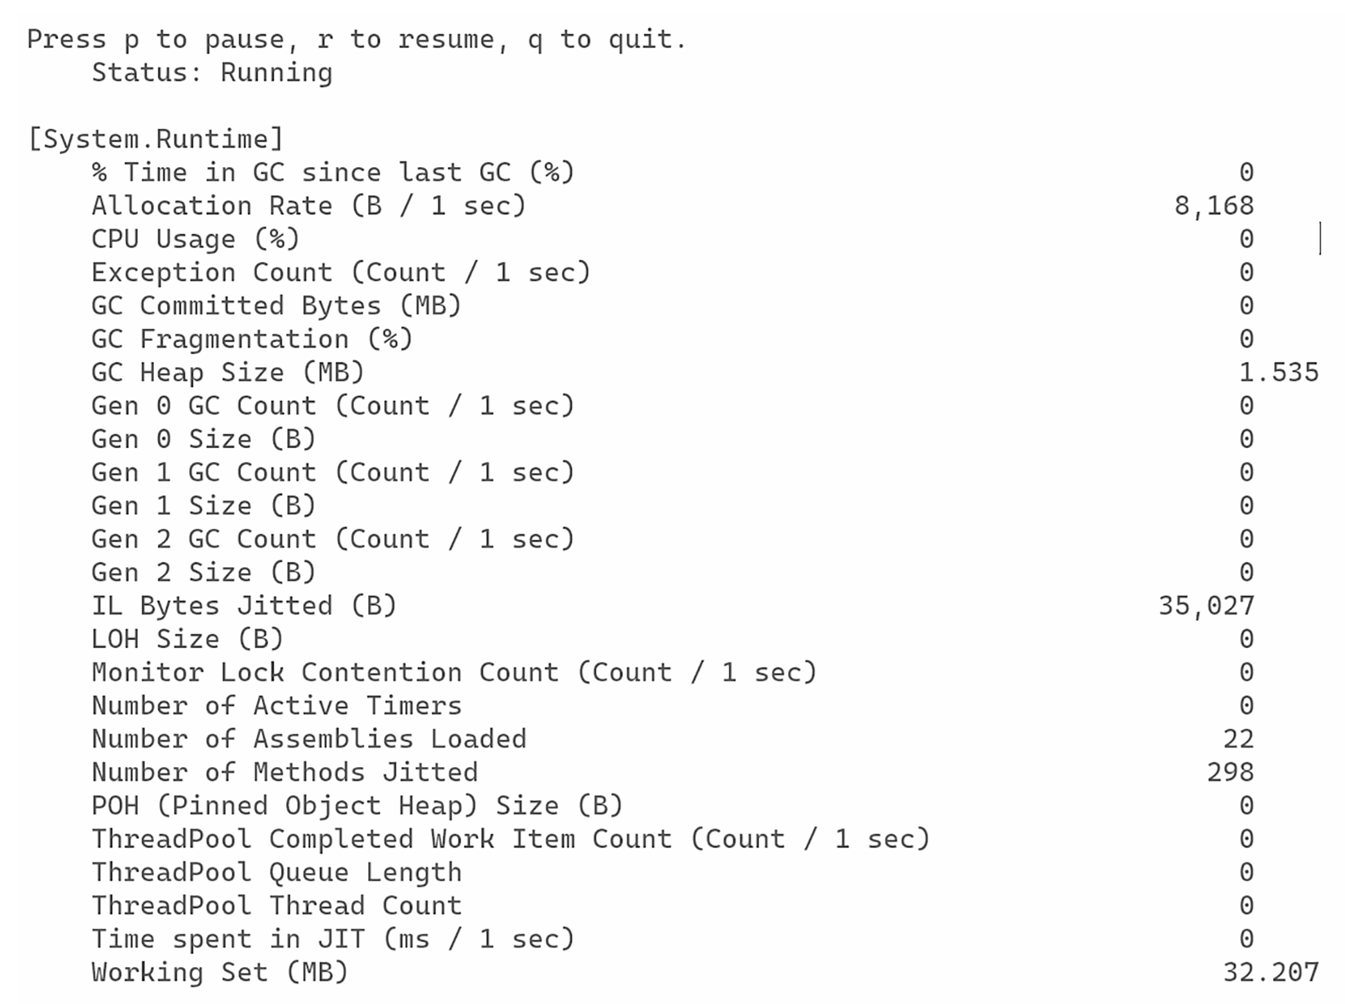 Press p to pause, r to resume, q to quit.
    Status: Running

[System.Runtime]
    % Time in GC since last GC (%)                                         0
    Allocation Rate (B / 1 sec)                                        8,168
    CPU Usage (%)                                                          0
    Exception Count (Count / 1 sec)                                        0
    GC Committed Bytes (MB)                                                0
    GC Fragmentation (%)                                                   0
    GC Heap Size (MB)                                                      1.535
    Gen 0 GC Count (Count / 1 sec)                                         0
    Gen 0 Size (B)                                                         0
    Gen 1 GC Count (Count / 1 sec)                                         0
    Gen 1 Size (B)                                                         0
    Gen 2 GC Count (Count / 1 sec)                                         0
    Gen 2 Size (B)                                                         0
    IL Bytes Jitted (B)                                               35,027
    LOH Size (B)                                                           0
    Monitor Lock Contention Count (Count / 1 sec)                          0
    Number of Active Timers                                                0
    Number of Assemblies Loaded                                           22
    Number of Methods Jitted                                             298
    POH (Pinned Object Heap) Size (B)                                      0
    ThreadPool Completed Work Item Count (Count / 1 sec)                   0
    ThreadPool Queue Length                                                0
    ThreadPool Thread Count                                                0
    Time spent in JIT (ms / 1 sec)                                         0
    Working Set (MB)                                                      32.207